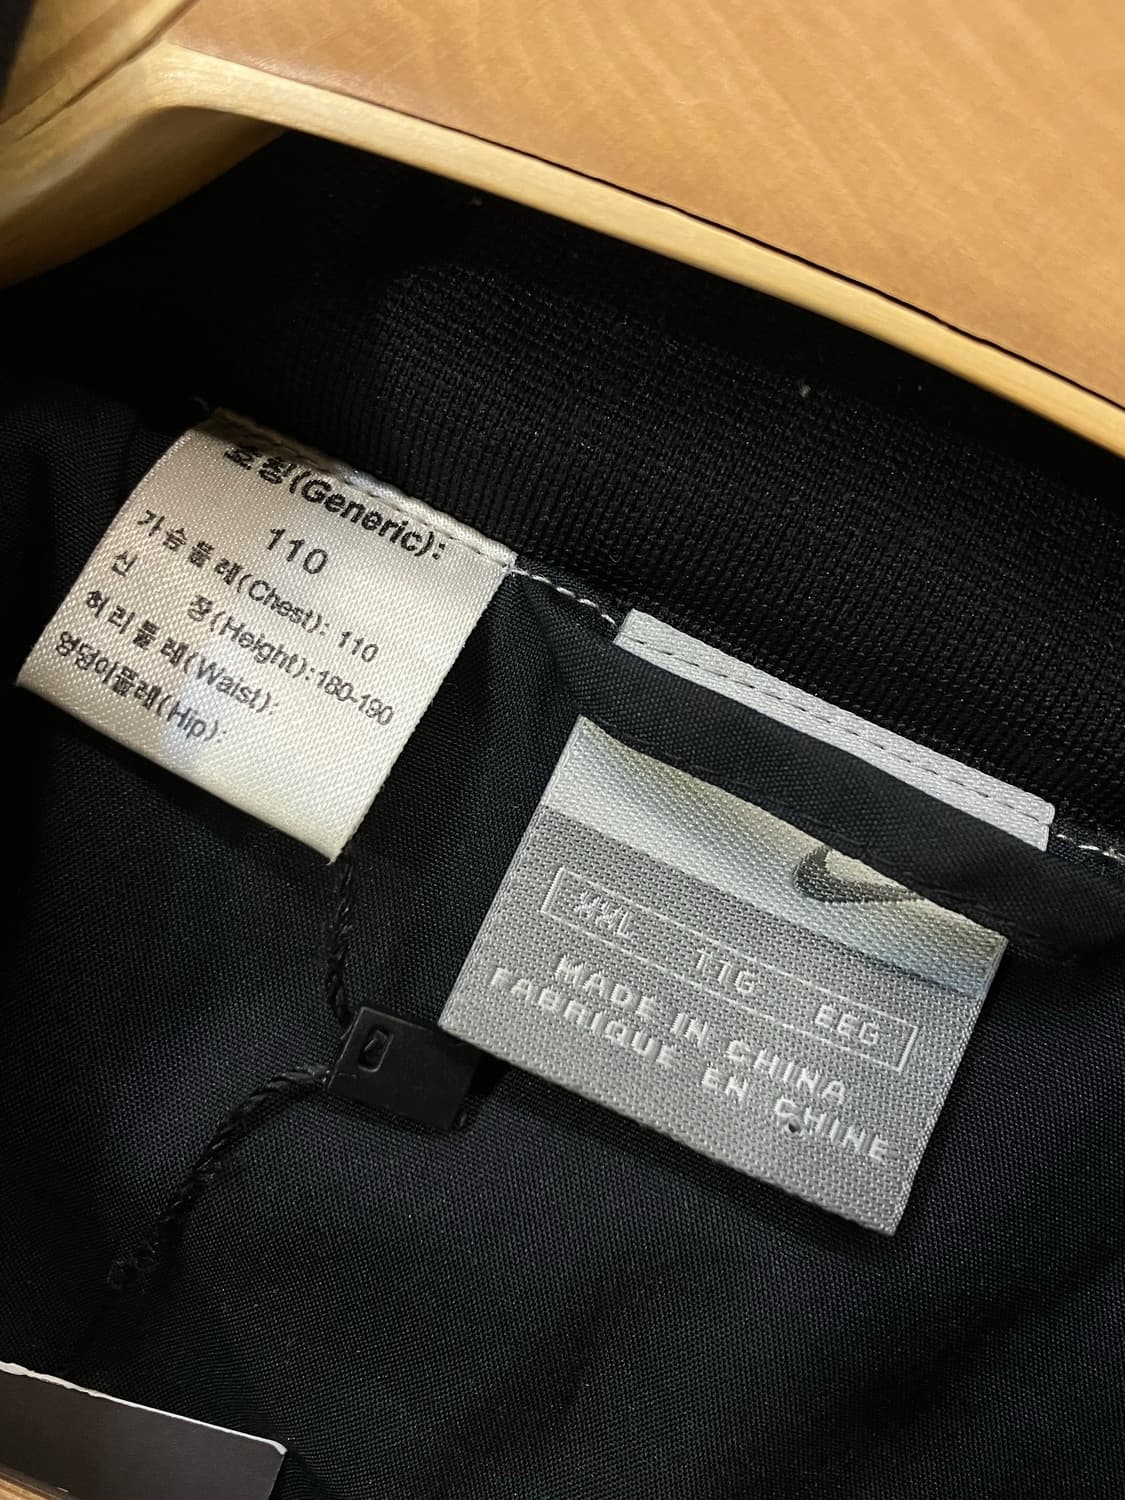 호칭(Generic):
110
가슴둘레(Chest): 110
신 장(Height):180-190
허리둘레(Waist):
엉덩이둘레(Hip):
XXL TTG EEG
MADE IN CHINA
FABRIQUE EN CHINE